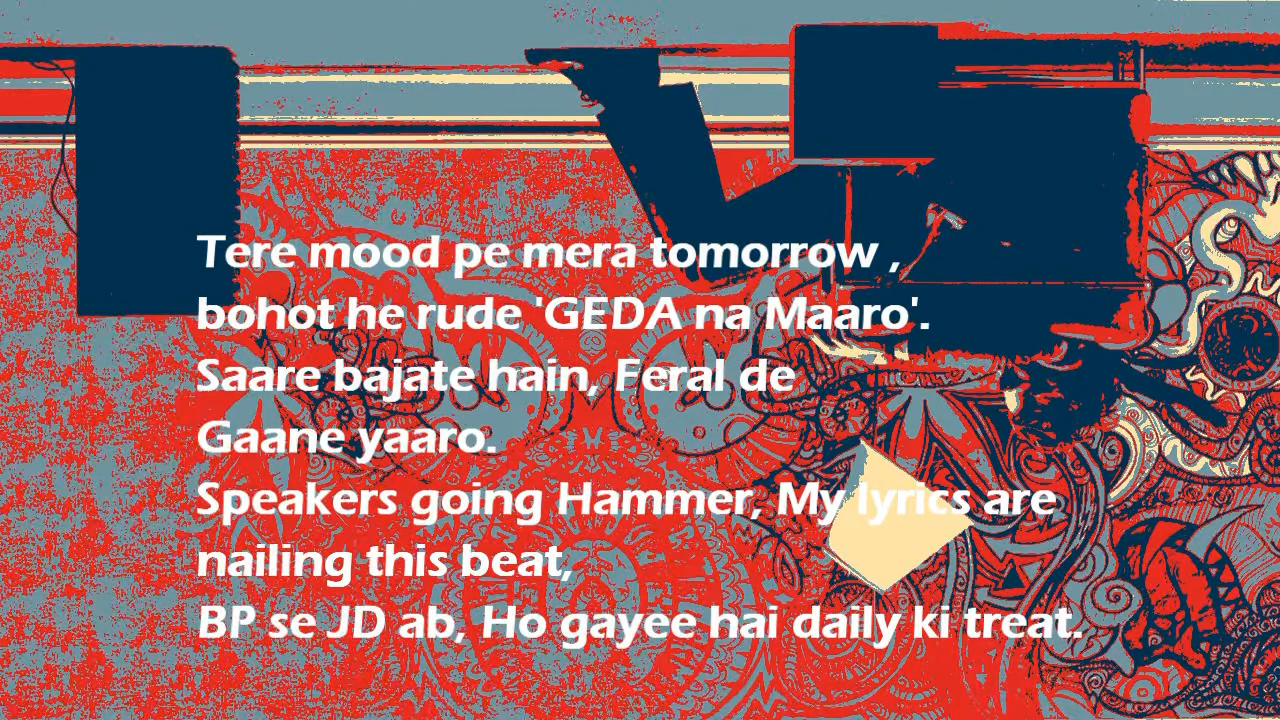 Tere mood pe mera tomorrow ,
bohot he rude 'GEDA na Maaro'.
Saare bajate hain, Feral de
Gaane yaaro.
Speakers going Hammer, My lyrics are
nailing this beat,
BP se JD ab, Ho gayee hai daily ki treat.